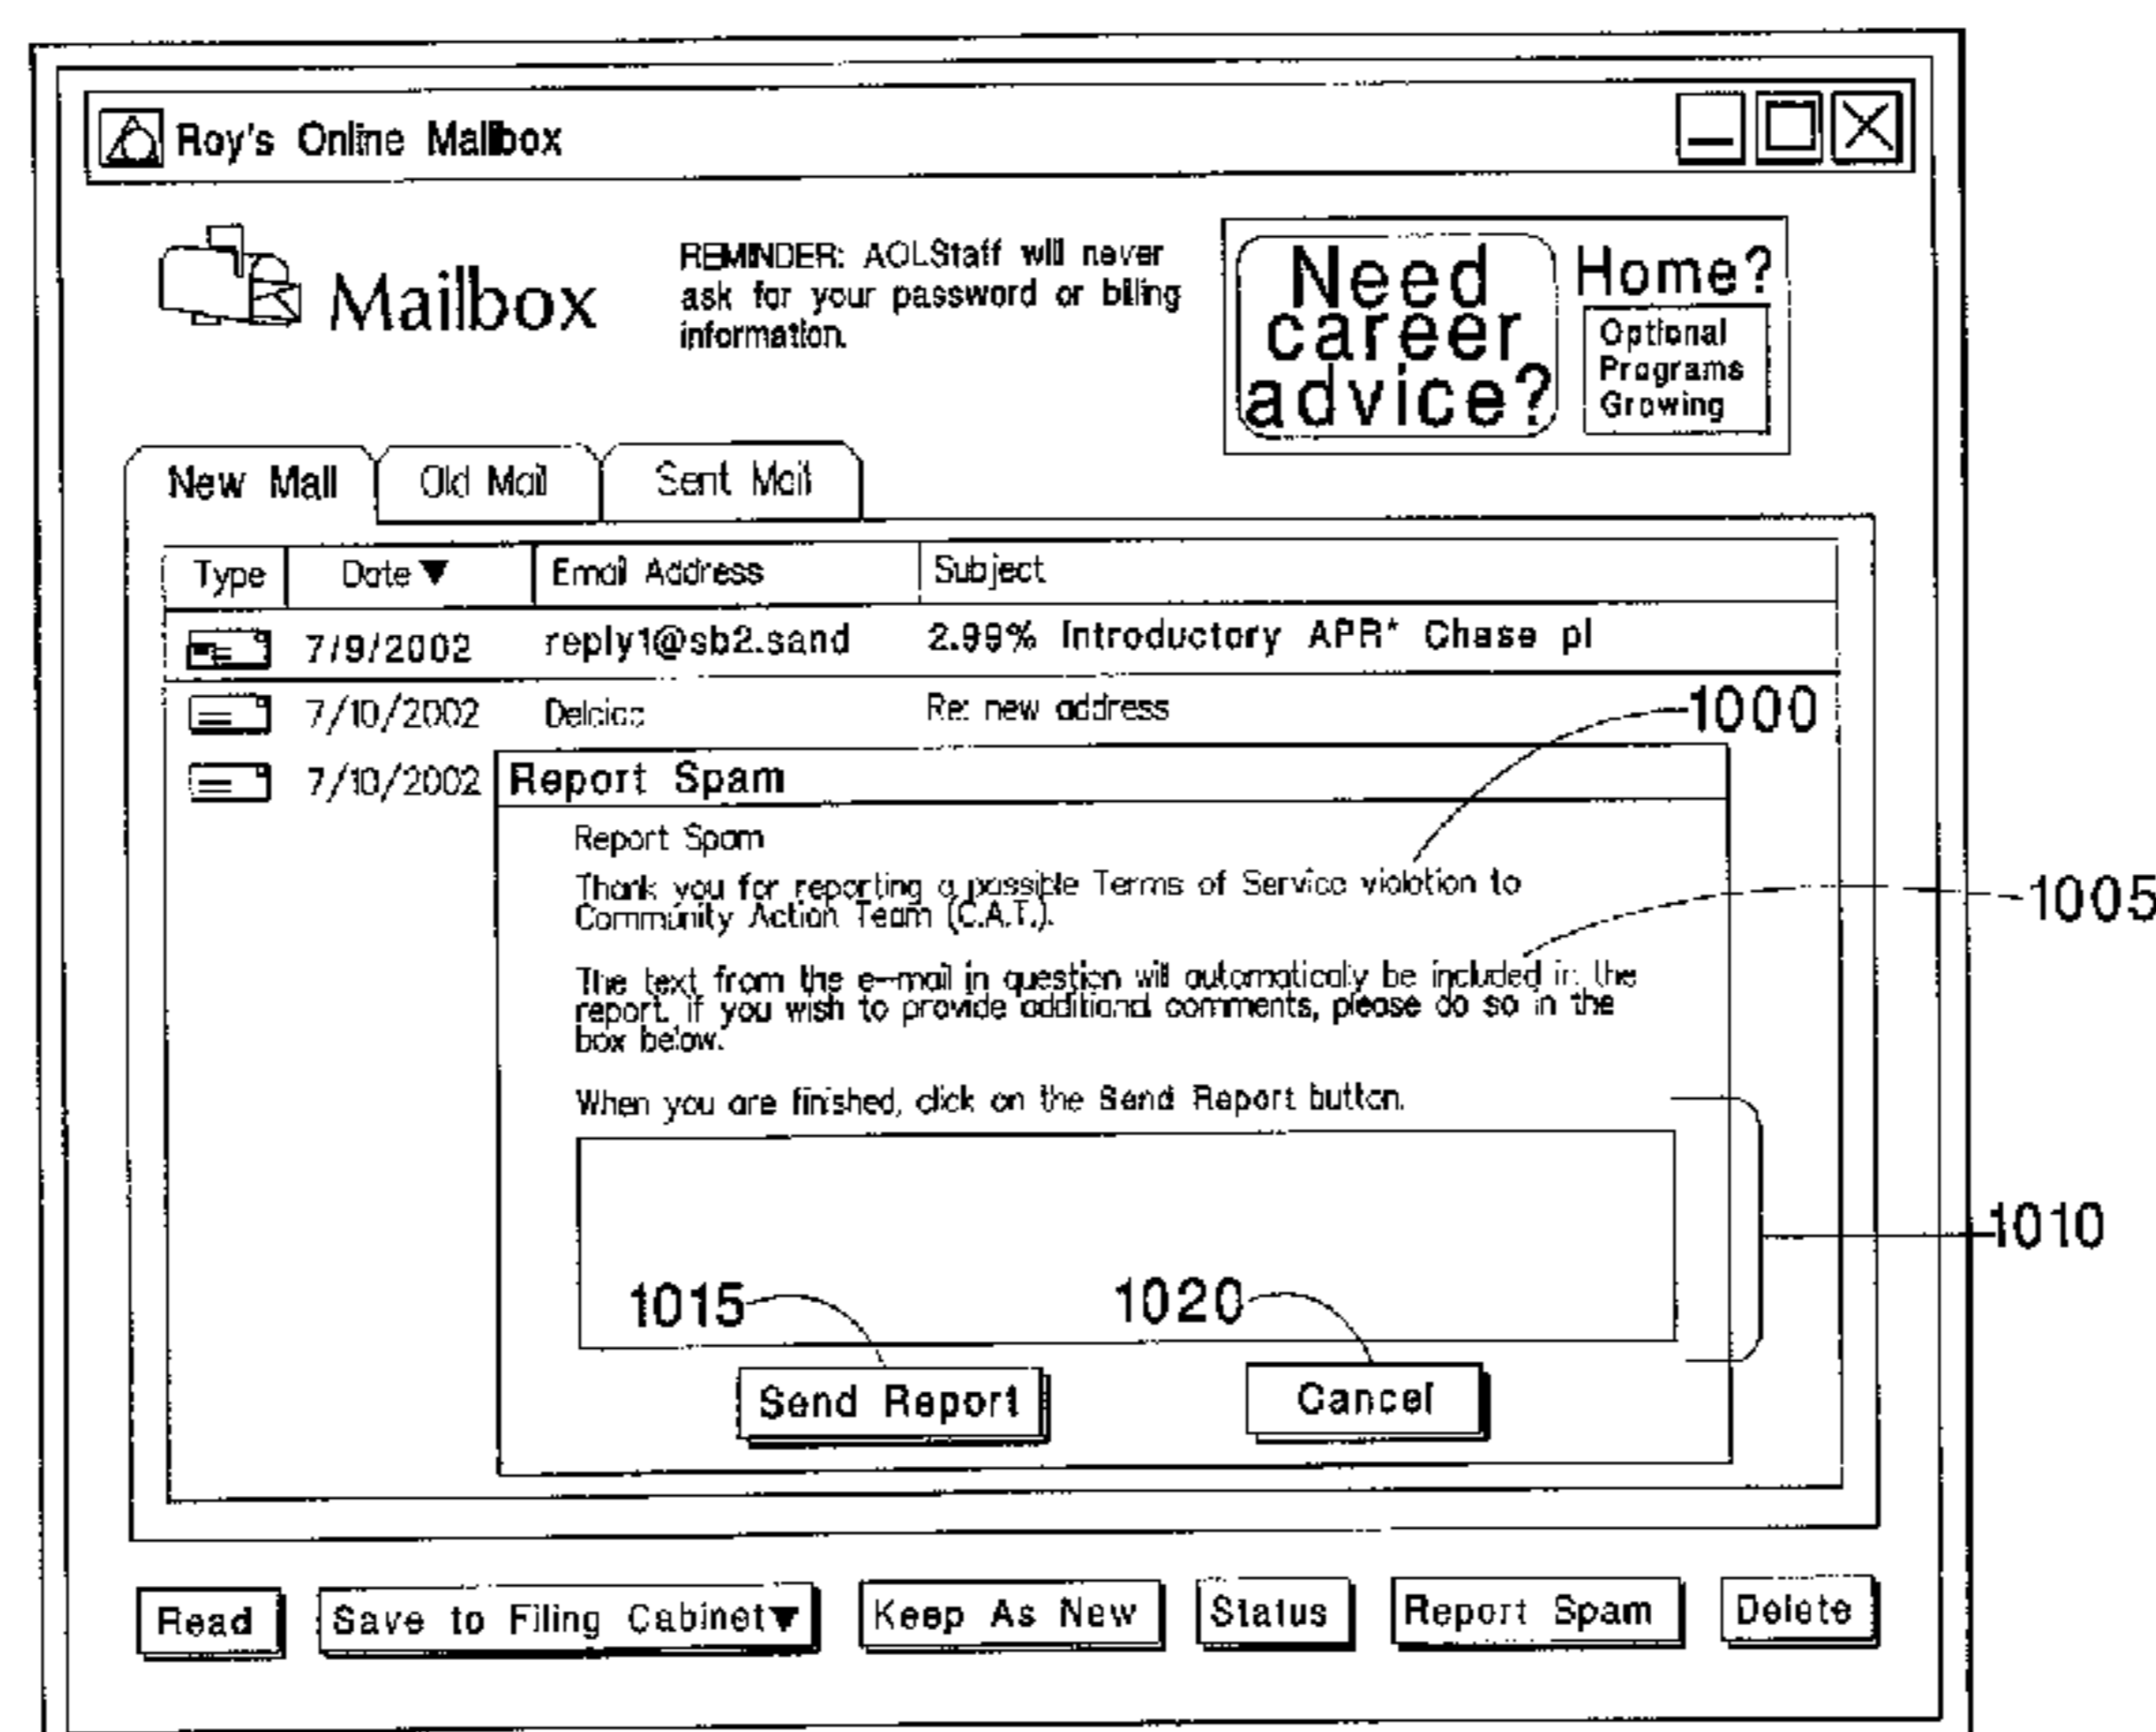 Roy's Online Mailbox
Mailbox
REMINDER: AOLStaff will never
ask for your password or billing
information.
Need
career
advice?
Home?
Optional
Programs
Growing
New Mail
Old Mail
Sent Mail
Type Date▼ Email Address Subject
7/9/2002 reply1@sb2.sand 2.99% Introductory APR* Chase pl
7/10/2002 Re: new address
1000
7/10/2002
Report Spam
Report Spam
Thank you for reporting a possible Terms of Service violation to
Community Action Team (C.A.T.).
1005
The text from the e-mail in question will automaticaly be included in the
report. if you wish to provide additional comments, please do so in the
box below.
When you are finished, click on the Send Report button.
1010
1015
1020
Send Report
Cancel
Read
Save to Filing Cabinet▼
Keep As New
Status
Report Spam
Delete